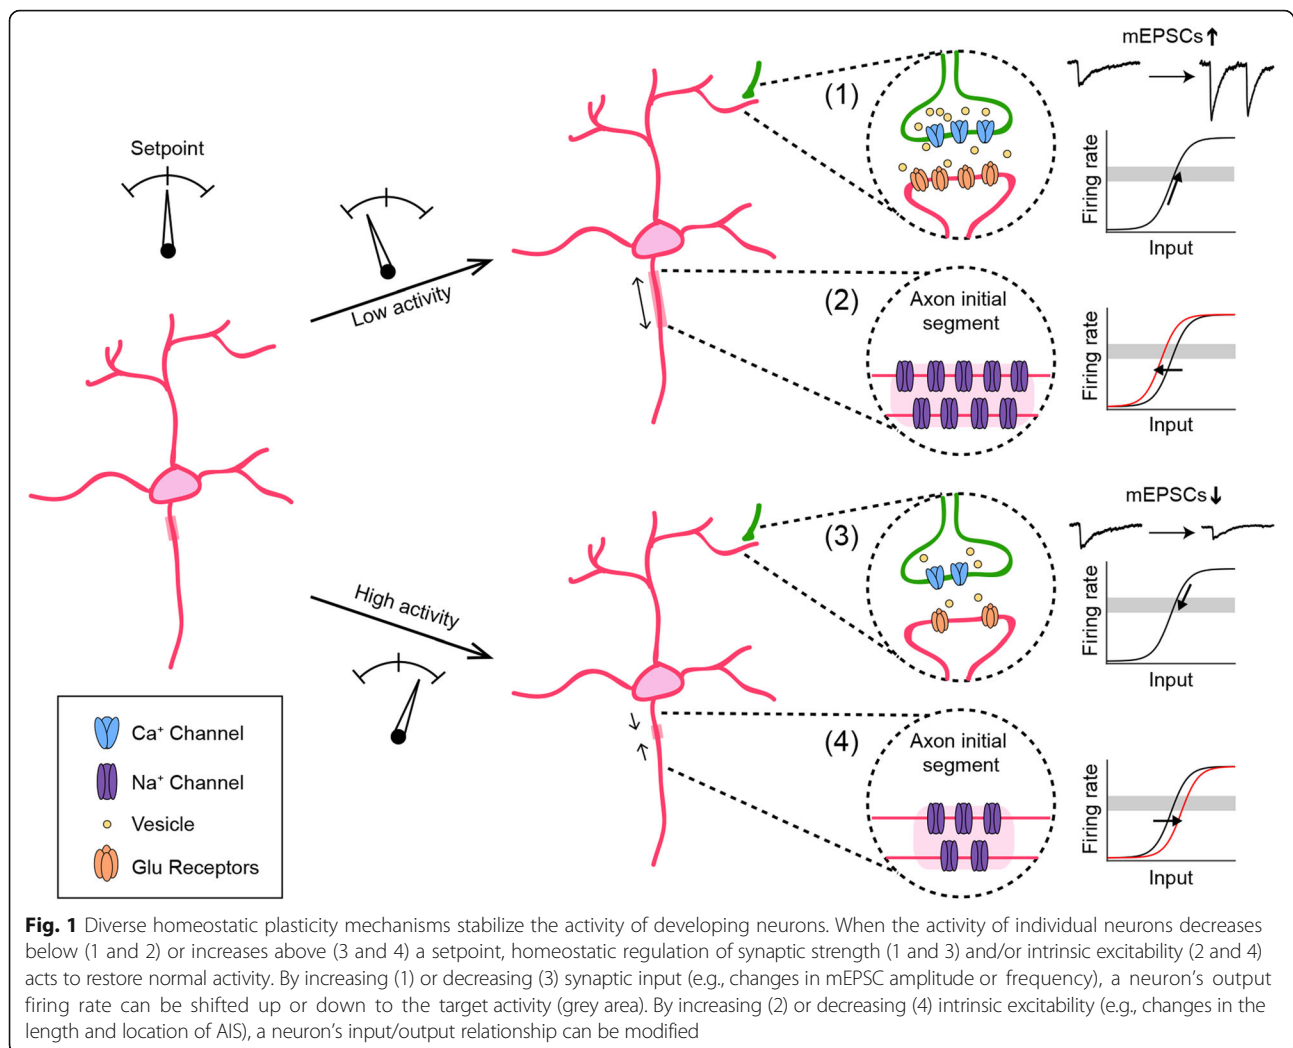 Setpoint
Low activity
High activity
(1)
mEPSCs↑
Firing rate
Input
(2)
Axon initial
segment
Firing rate
Input
(3)
mEPSCs↓
Firing rate
Input
(4)
Axon initial
segment
Firing rate
Input
Ca⁺ Channel
Na⁺ Channel
Vesicle
Glu Receptors
Fig. 1 Diverse homeostatic plasticity mechanisms stabilize the activity of developing neurons. When the activity of individual neurons decreases
below (1 and 2) or increases above (3 and 4) a setpoint, homeostatic regulation of synaptic strength (1 and 3) and/or intrinsic excitability (2 and 4)
acts to restore normal activity. By increasing (1) or decreasing (3) synaptic input (e.g., changes in mEPSC amplitude or frequency), a neuron's output
firing rate can be shifted up or down to the target activity (grey area). By increasing (2) or decreasing (4) intrinsic excitability (e.g., changes in the
length and location of AIS), a neuron's input/output relationship can be modified